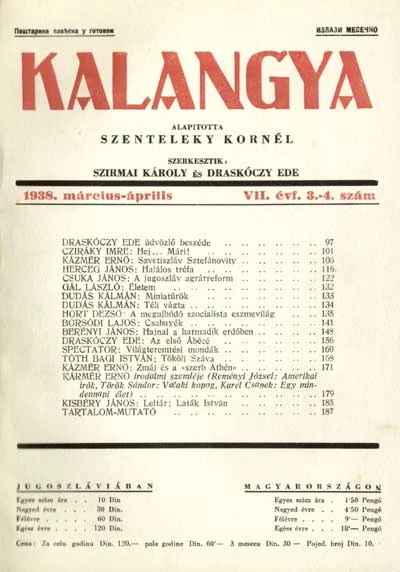 Поштарина плаћена у готовом
ИЗЛАЗИ МЕСЕЧНО
KALANGYA
ALAPITOTTA
SZENTELEKY KORNÉL
SZERKESZTIK:
SZIRMAI KÁROLY és DRASKÓCZY EDE
1938. március-április
VII. évf. 3.-4. szám
DRASKÓCZY EDE üdvözlő beszéde .. .. .. .. .. .. 97
CZIRÁKY IMRE: Hej... Mári! .. .. .. .. .. .. 101
KÁZMÉR ERNŐ: Szvetiszláv Sztefánovity .. .. .. .. 105
HERCEG JÁNOS: Halálos tréfa .. .. .. .. .. .. 116
CSUKA JÁNOS: A jugoszláv agrárreform .. .. .. .. 122
GÁL LÁSZLÓ: Életem .. .. .. .. .. .. 132
DUDÁS KÁLMÁN: Miniatűrök .. .. .. .. .. .. 133
DUDÁS KÁLMÁN: Téli vágta .. .. .. .. .. .. 134
HORT DEZSŐ: A megujhódó szocialista eszmevilág .. .. 135
BORSÓDI LAJOS: Csabayék .. .. .. .. .. .. 141
BERÉNYI JÁNOS: Hajnal a harmadik erdőben .. .. .. 148
DRASKÓCZY EDE: Az első Ábécé .. .. .. .. .. 156
SPECTATOR: Világteremtési mondák .. .. .. .. .. 160
TÓTH BAGI ISTVÁN: Tököli Száva .. .. .. .. .. 168
KÁZMÉR ERNŐ: Zmáj és a »szerb Athén« .. .. .. .. 171
KÁRMÉR ERNŐ irodalmi szemléje (Reményi József: Amerikai
írók, Török Sándor: Valaki kopog, Karel Csapek: Egy min-
dennapi élet) .. .. .. .. .. .. 179
KISBÉRY JÁNOS: Leltár; Laták István .. .. .. .. 185
TARTALOM-MUTATÓ .. .. .. .. .. .. 187
JUGOSZLÁVIÁBAN
Egyes szám ára . . . 10 Din.
Negyed évre . . . . 30 Din.
Félévre . . . . . 60 Din.
Egész évre . . . . 120 Din.
MAGYARORSZÁGON
Egyes szám ára . . 1·50 Pengő
Negyed évre . . . 4·50 Pengő
Félévre . . . . 9·— Pengő
Egész évre . . . 18·— Pengő
Cena: Za celu godinu Din. 120.— pola godine Din. 60·— 3 meseca Din. 30 — Pojed. broj Din. 10.·